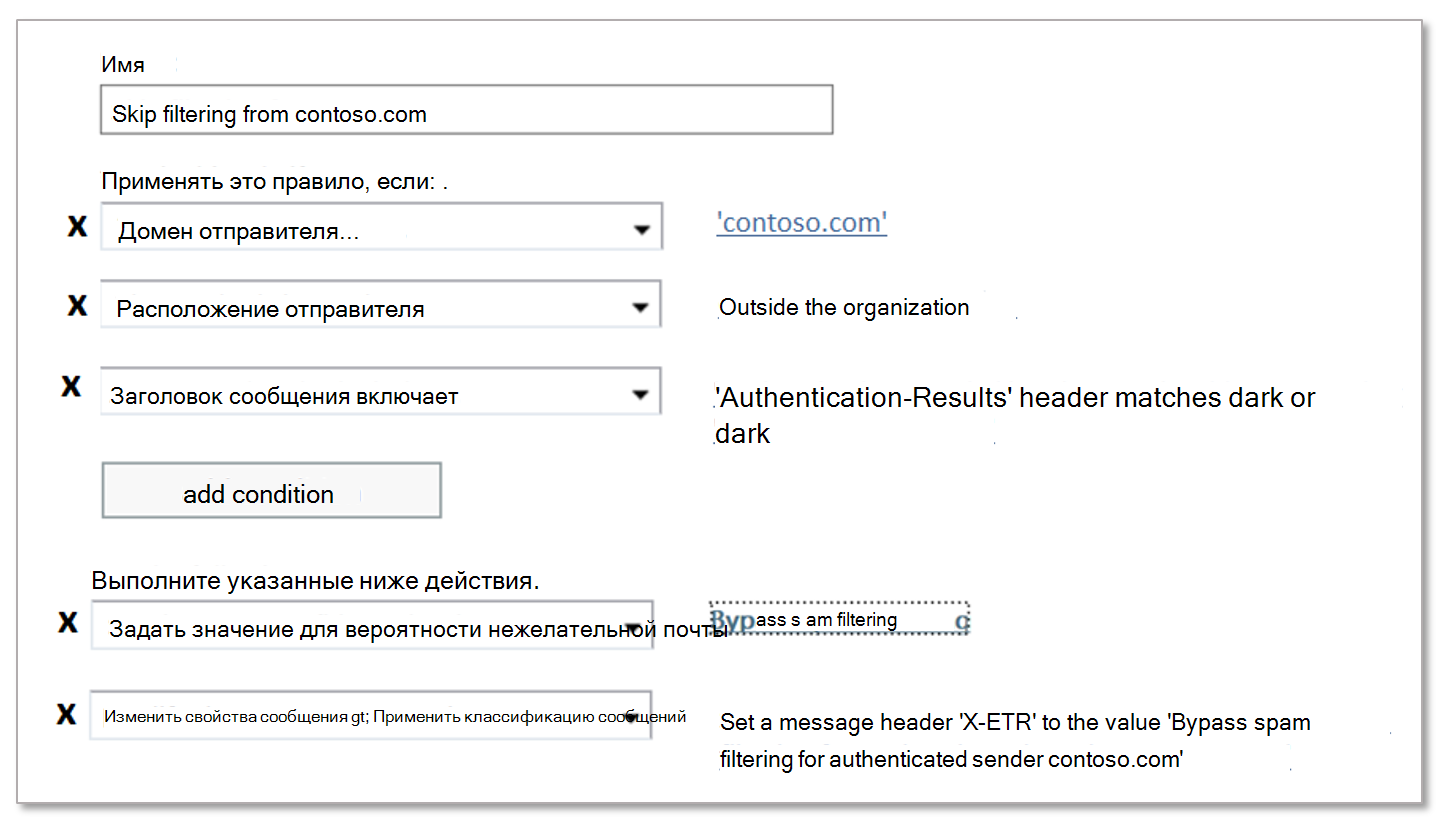 Имя
Skip filtering from contoso.com
Применять это правило, если: .
X Домен отправителя... 'contoso.com'
X Расположение отправителя Outside the organization
X Заголовок сообщения включает 'Authentication-Results' header matches dark or
dark
add condition
Выполните указанные ниже действия.
X Задать значение для вероятности нежелательной почты Bypass s am filtering g
X Изменить свойства сообщения gt; Применить классификацию сообщений Set a message header 'X-ETR' to the value 'Bypass spam
filtering for authenticated sender contoso.com'